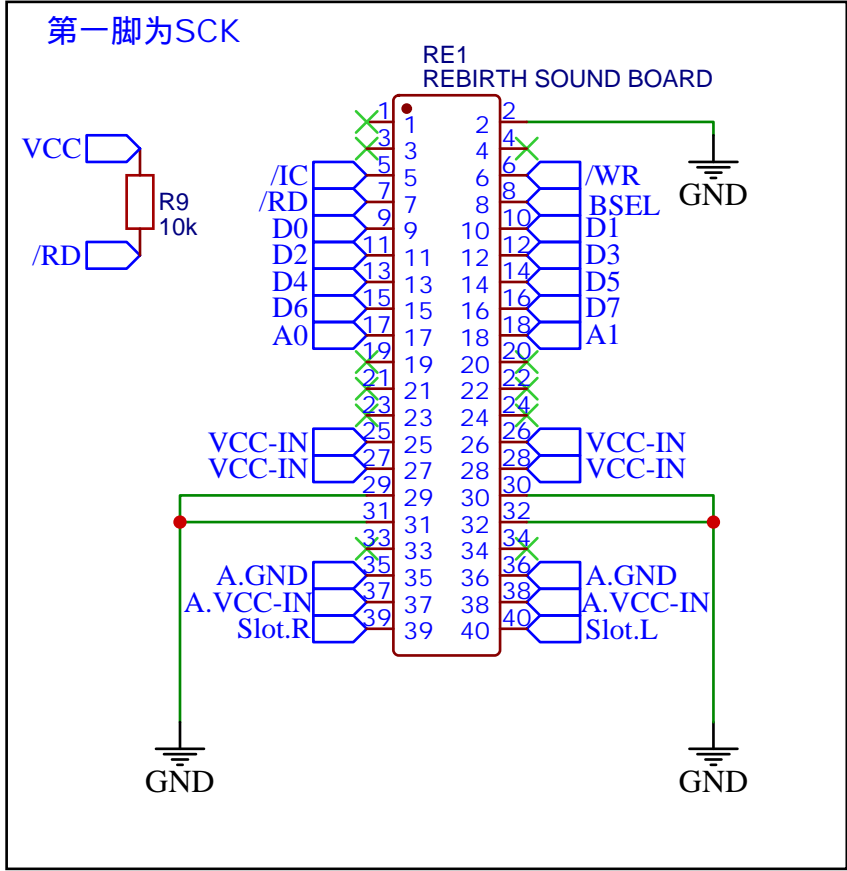 第一脚为SCK
RE1
REBIRTH SOUND BOARD
VCC
R9
10k
/RD
1 1 2 2
3 3 4 4
/IC 5 5 6 6 /WR
/RD 7 7 8 8 BSEL
D0 9 9 10 10 D1
D2 11 11 12 12 D3
D4 13 13 14 14 D5
D6 15 15 16 16 D7
A0 17 17 18 18 A1
19 19 20 20
21 21 22 22
23 23 24 24
VCC-IN 25 25 26 26 VCC-IN
VCC-IN 27 27 28 28 VCC-IN
29 29 30 30
31 31 32 32
33 33 34 34
A.GND 35 35 36 36 A.GND
A.VCC-IN 37 37 38 38 A.VCC-IN
Slot.R 39 39 40 40 Slot.L
GND
GND
GND